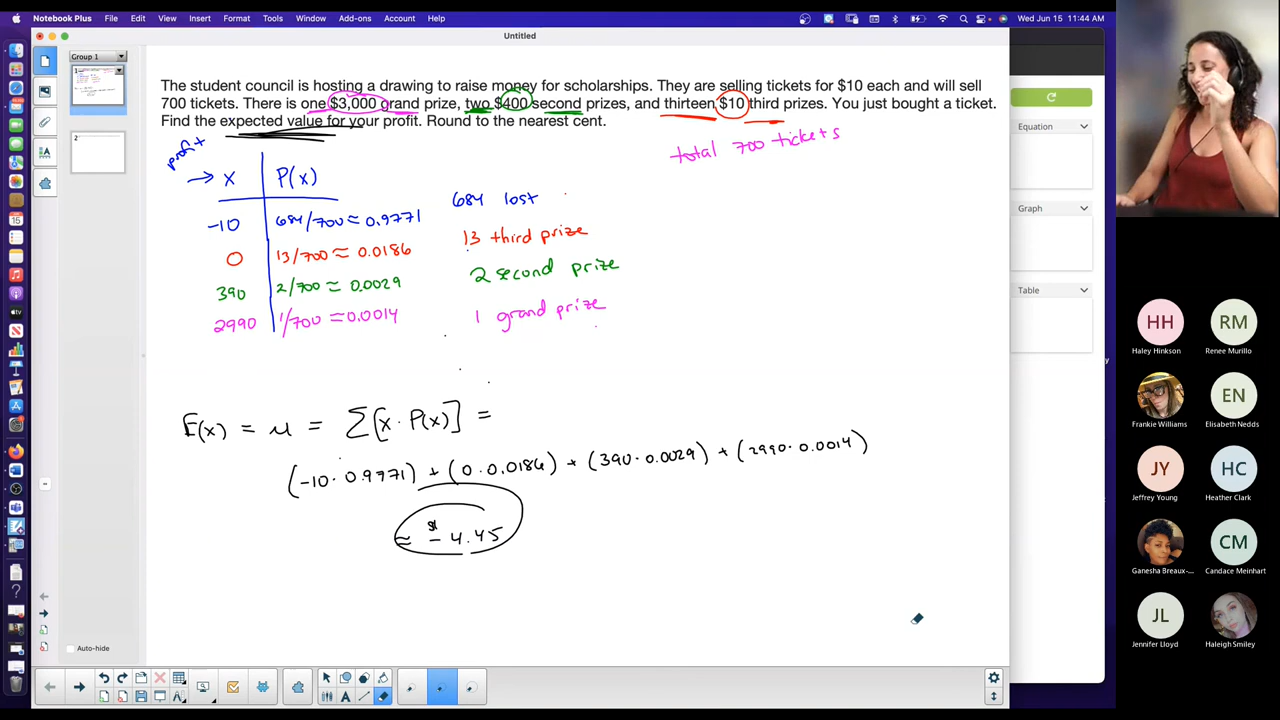 Notebook Plus File Edit View Insert Format Tools Add-ons Account Help Wed Jun 15 11:44 AM
Untitled
Group 1
The student council is hosting a drawing to raise money for scholarships. They are selling tickets for $10 each and will sell
700 tickets. There is one $3,000 grand prize, two $400 second prizes, and thirteen $10 third prizes. You just bought a ticket.
Find the expected value for your profit. Round to the nearest cent.
total 700 tickets
profit
→ x P(x)
-10 684/700 ≈ 0.9771 684 lost
0 13/700 ≈ 0.0186 13 third prize
390 2/700 ≈ 0.0029 2 second prize
2990 1/700 ≈ 0.0014 1 grand prize
E(x) = μ = Σ[x · P(x)] =
(-10 · 0.9771) + (0 · 0.0186) + (390 · 0.0029) + (2990 · 0.0014)
≈ $ - 4.45
Auto-hide
Equation
Graph
Table
HH RM
Haley Hinkson Renee Murillo
EN
Frankie Williams Elisabeth Nedds
JY HC
Jeffrey Young Heather Clark
CM
Ganesha Breaux-... Candace Meinhart
JL
Jennifer Lloyd Haleigh Smiley